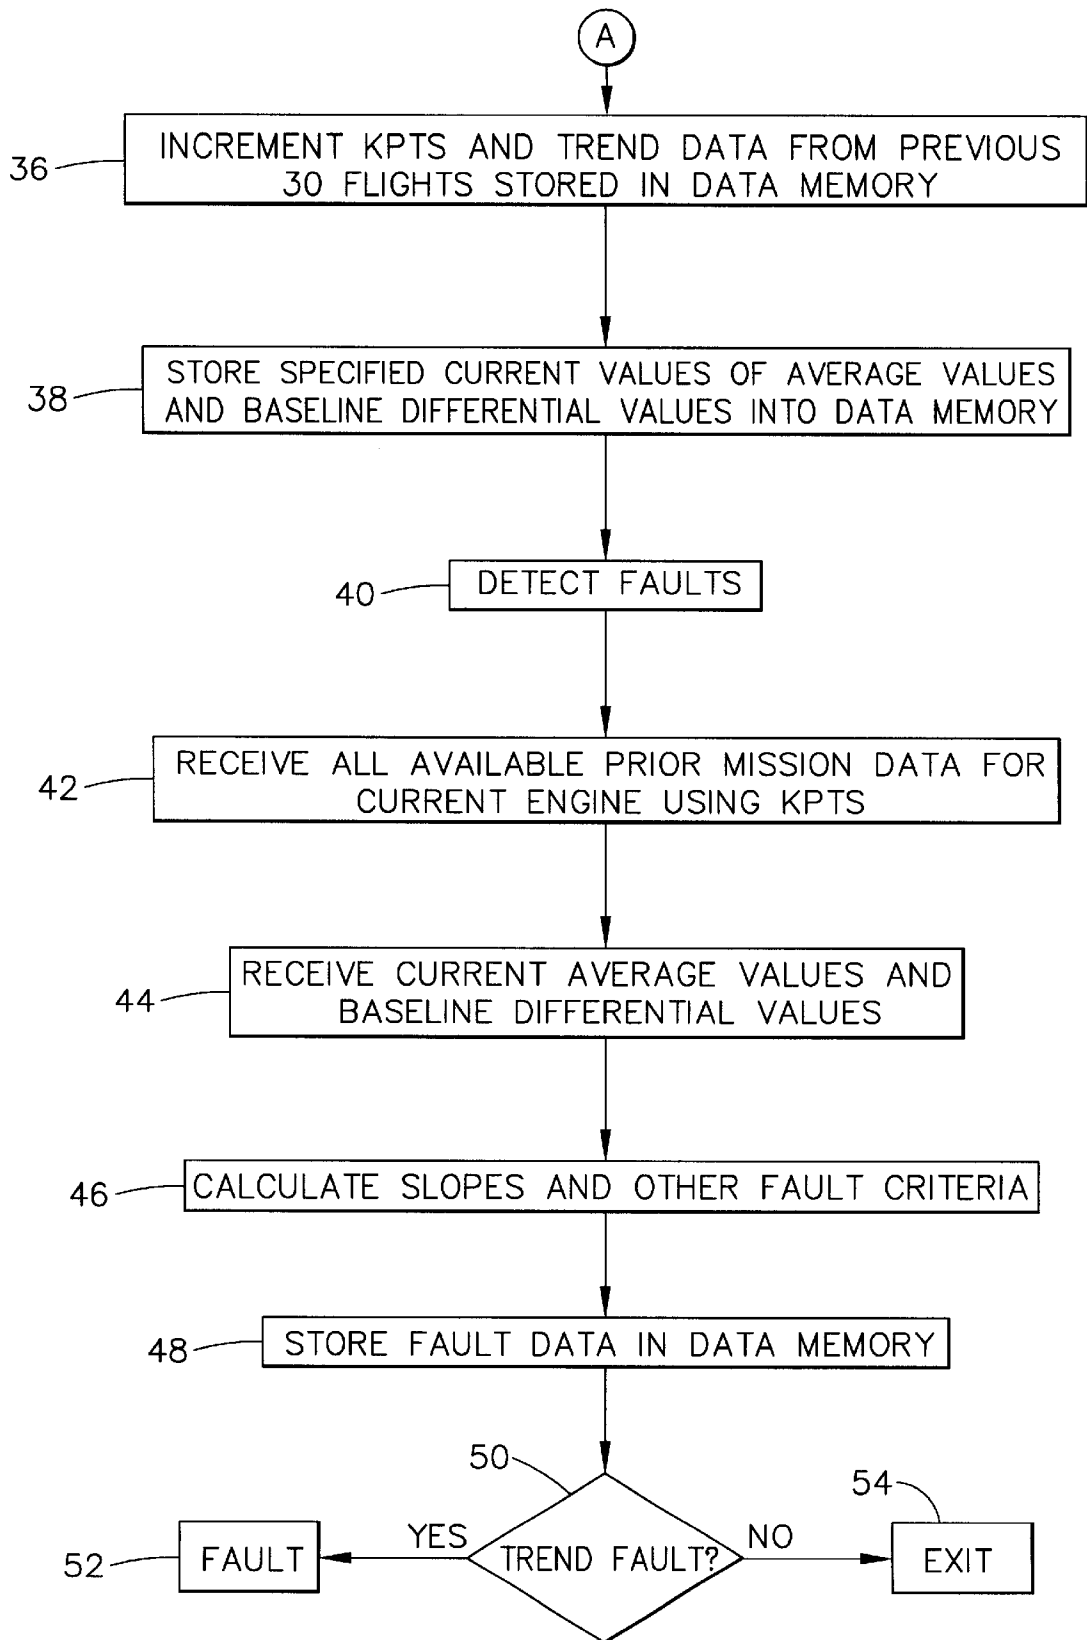 A
36
INCREMENT KPTS AND TREND DATA FROM PREVIOUS
30 FLIGHTS STORED IN DATA MEMORY
38
STORE SPECIFIED CURRENT VALUES OF AVERAGE VALUES
AND BASELINE DIFFERENTIAL VALUES INTO DATA MEMORY
40
DETECT FAULTS
42
RECEIVE ALL AVAILABLE PRIOR MISSION DATA FOR
CURRENT ENGINE USING KPTS
44
RECEIVE CURRENT AVERAGE VALUES AND
BASELINE DIFFERENTIAL VALUES
46
CALCULATE SLOPES AND OTHER FAULT CRITERIA
48
STORE FAULT DATA IN DATA MEMORY
50
TREND FAULT?
YES
52
FAULT
NO
54
EXIT